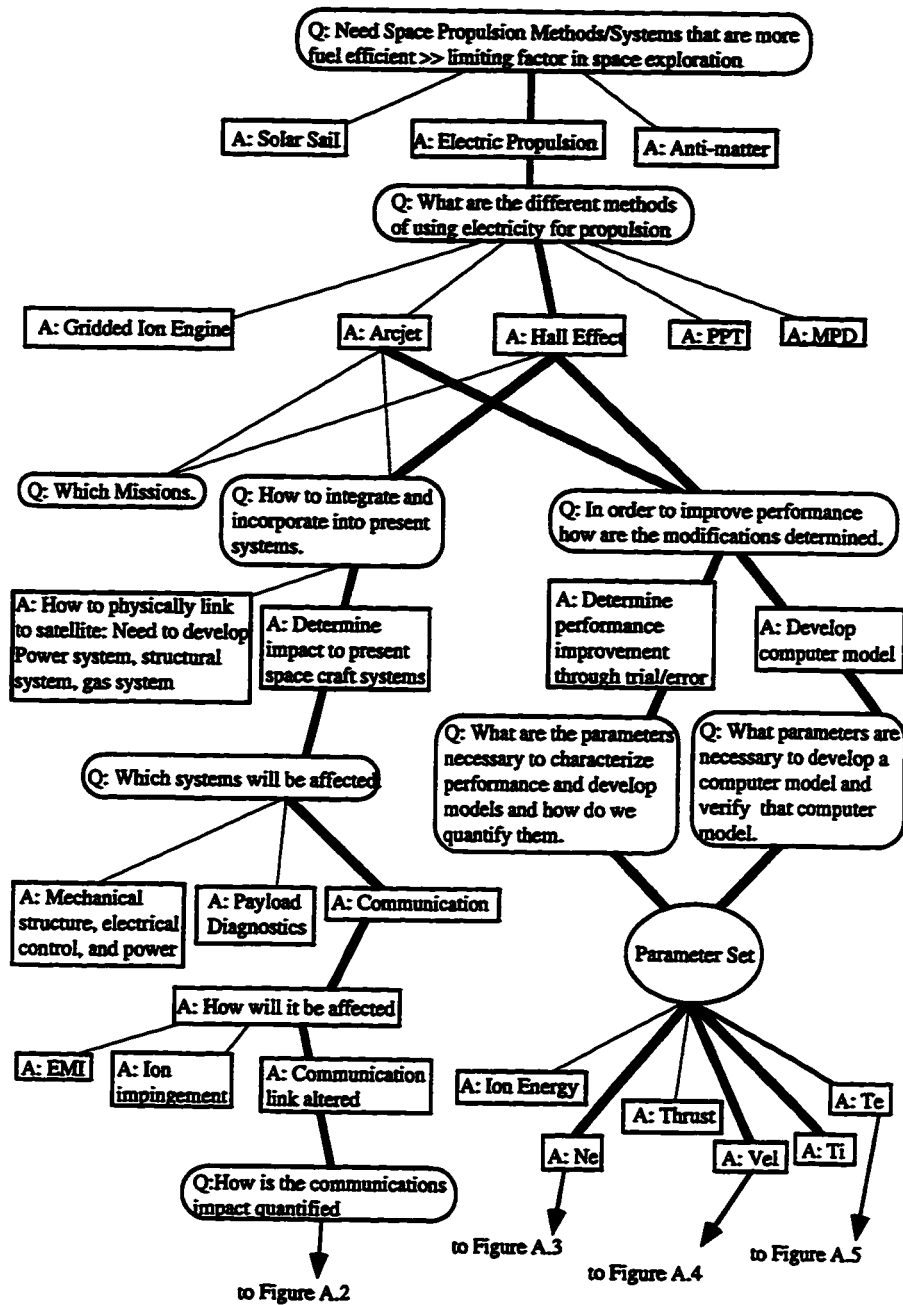 Q: Need Space Propulsion Methods/Systems that are more
fuel efficient >> limiting factor in space exploration
A: Solar Sail
A: Electric Propulsion
A: Anti-matter
Q: What are the different methods
of using electricity for propulsion
A: Gridded Ion Engine
A: Arcjet
A: Hall Effect
A: PPT
A: MPD
Q: Which Missions.
Q: How to integrate and
incorporate into present
systems.
Q: In order to improve performance
how are the modifications determined.
A: How to physically link
to satellite: Need to develop
Power system, structural
system, gas system
A: Determine
impact to present
space craft systems
A: Determine
performance
improvement
through trial/error
A: Develop
computer model
Q: Which systems will be affected
Q: What are the parameters
necessary to characterize
performance and develop
models and how do we
quantify them.
Q: What parameters are
necessary to develop a
computer model and
verify that computer
model.
A: Mechanical
structure, electrical
control, and power
A: Payload
Diagnostics
A: Communication
Parameter Set
A: How will it be affected
A: EMI
A: Ion
impingement
A: Communication
link altered
A: Ion Energy
A: Thrust
A: Te
A: Ne
A: Vel
A: Ti
Q:How is the communications
impact quantified
to Figure A.3
to Figure A.4
to Figure A.5
to Figure A.2